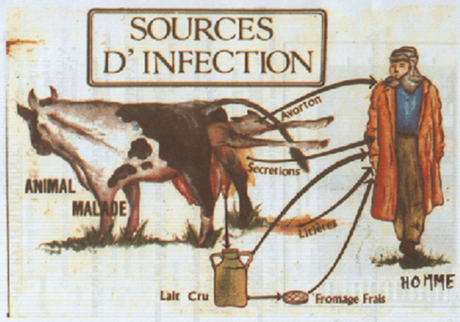 SOURCES
D'INFECTION
Avorton
Sécretions
ANIMAL
MALADE
Litières
HOMME
Lait Cru
Fromage Frais